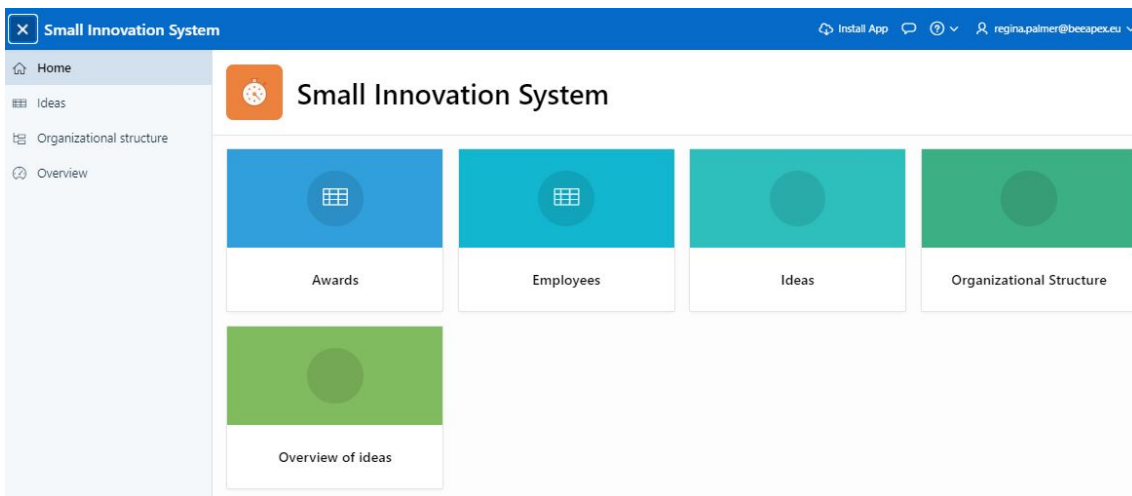 Small Innovation System
Install App
regina.palmer@beeapex.eu
Home
Ideas
Organizational structure
Overview
Small Innovation System
Awards
Employees
Ideas
Organizational Structure
Overview of ideas